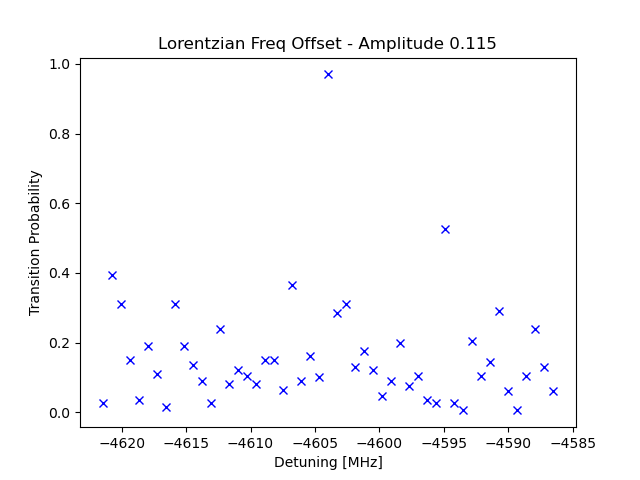 Lorentzian Freq Offset - Amplitude 0.115
1.0
0.8
0.6
0.4
0.2
0.0
Transition Probability
−4620 −4615 −4610 −4605 −4600 −4595 −4590 −4585
Detuning [MHz]